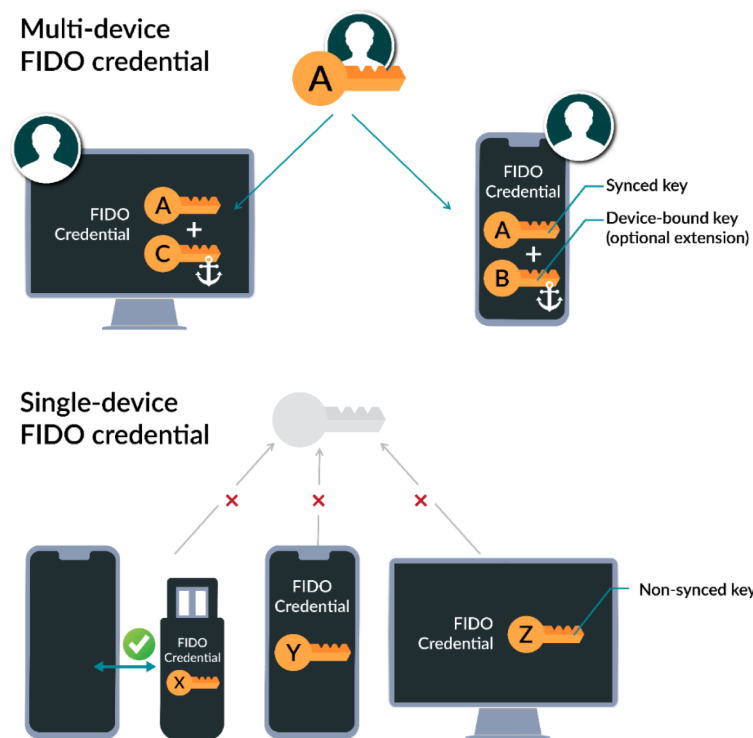 Multi-device
FIDO credential
A
FIDO
Credential
A
+
C
FIDO
Credential
A
+
B
Synced key
Device-bound key
(optional extension)
Single-device
FIDO credential
FIDO
Credential
X
FIDO
Credential
Y
FIDO
Credential
Z
Non-synced key